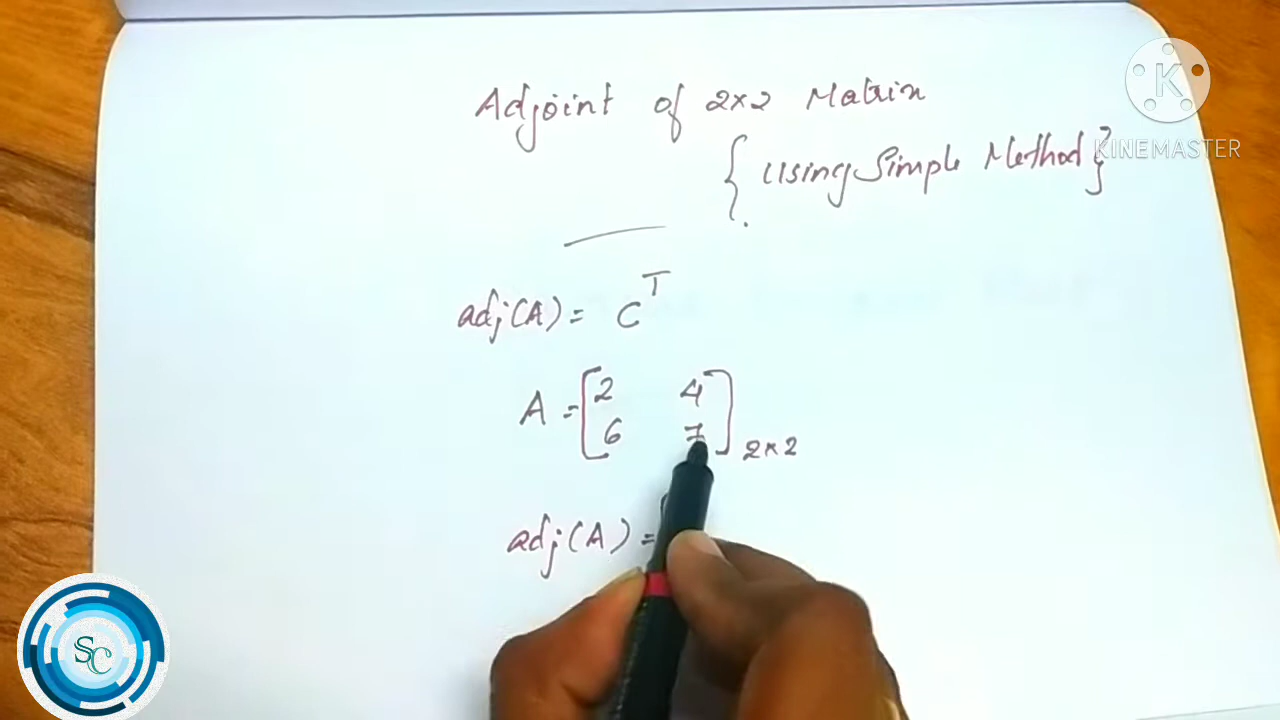 Adjoint of 2×2 Matrix
{ using Simple Method }
KINEMASTER
adj(A) = C^T
A = [2 4
6 7] 2×2
adj(A) = [
SC